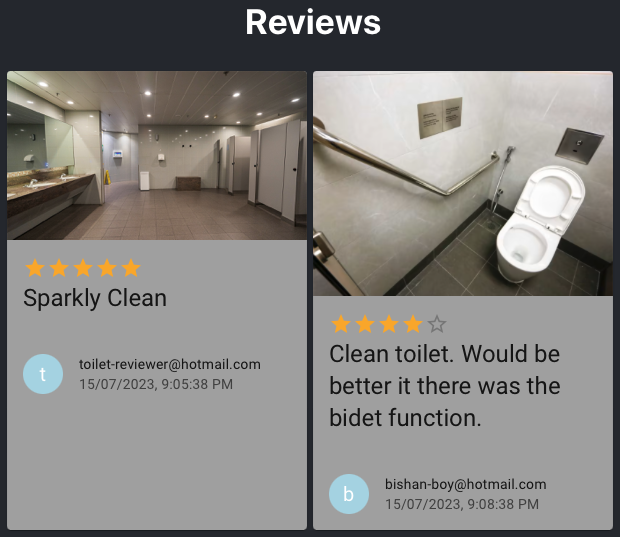 Reviews
Sparkly Clean
t
toilet-reviewer@hotmail.com
15/07/2023, 9:05:38 PM
Clean toilet. Would be
better it there was the
bidet function.
b
bishan-boy@hotmail.com
15/07/2023, 9:08:38 PM